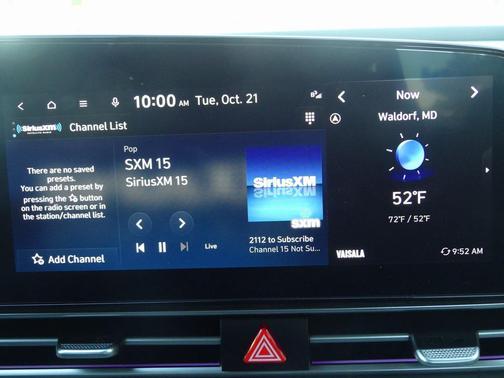 10:00 AM Tue, Oct. 21
SiriusXM
SATELLITE RADIO
Channel List
There are no saved
presets.
You can add a preset by
pressing the button
on the radio screen or in
the station/channel list.
Add Channel
Pop
SXM 15
SiriusXM 15
Live
SiriusXM
sxm
2112 to Subscribe
Channel 15 Not Su...
Now
Waldorf, MD
52°F
72°F / 52°F
VAISALA
9:52 AM